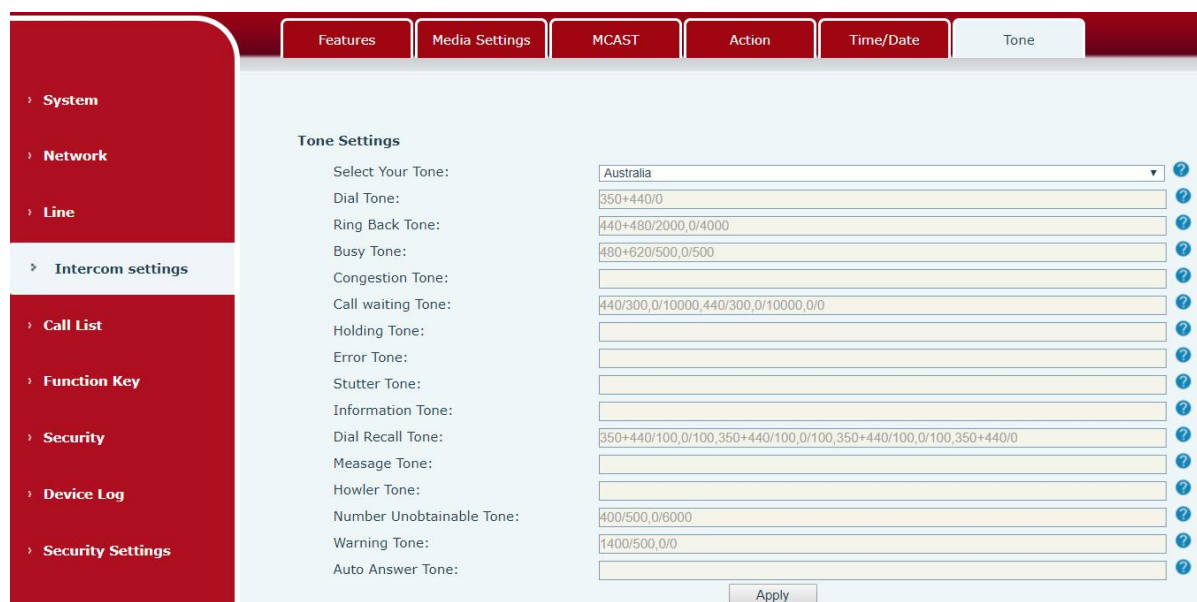 Features Media Settings MCAST Action Time/Date Tone
› System
› Network
› Line
› Intercom settings
› Call List
› Function Key
› Security
› Device Log
› Security Settings
Tone Settings
Select Your Tone: Australia
Dial Tone: 350+440/0
Ring Back Tone: 440+480/2000,0/4000
Busy Tone: 480+620/500,0/500
Congestion Tone:
Call waiting Tone: 440/300,0/10000,440/300,0/10000,0/0
Holding Tone:
Error Tone:
Stutter Tone:
Information Tone:
Dial Recall Tone: 350+440/100,0/100,350+440/100,0/100,350+440/100,0/100,350+440/0
Measage Tone:
Howler Tone:
Number Unobtainable Tone: 400/500,0/6000
Warning Tone: 1400/500,0/0
Auto Answer Tone:
Apply